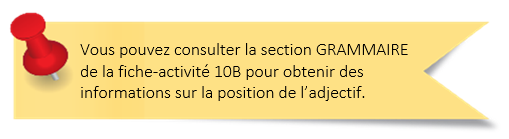 Vous pouvez consulter la section GRAMMAIRE
de la fiche-activité 10B pour obtenir des
informations sur la position de l’adjectif.